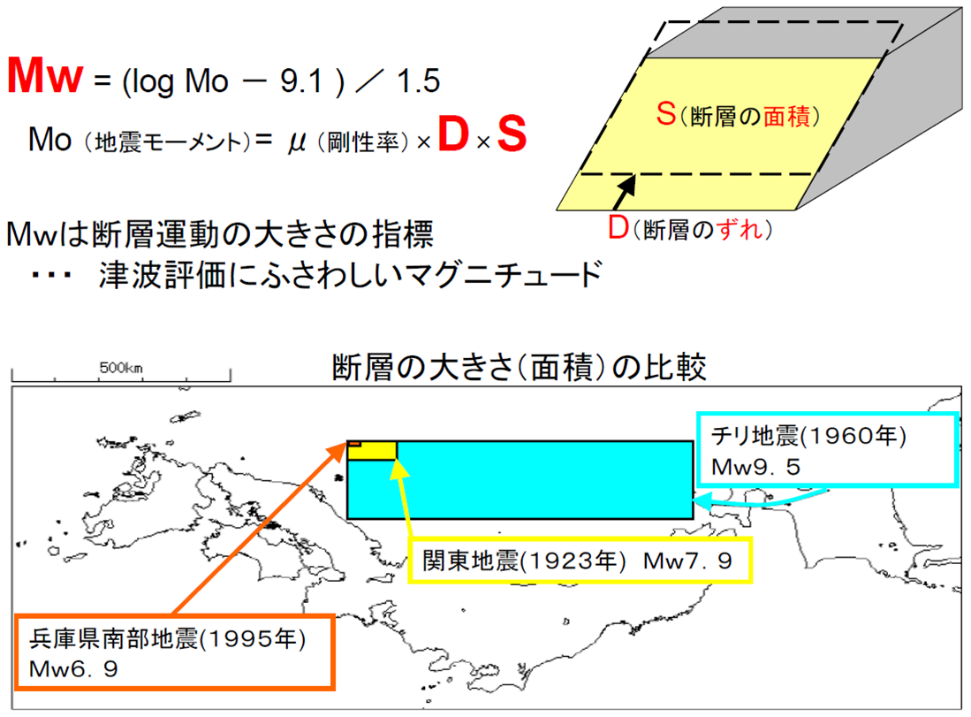 Mw = (log Mo － 9.1 ) ／ 1.5
Mo (地震モーメント) = μ (剛性率) × D × S
S(断層の面積)
D(断層のずれ)
Mwは断層運動の大きさの指標
･･･ 津波評価にふさわしいマグニチュード
断層の大きさ(面積)の比較
500km
チリ地震(1960年)
Mw9．5
関東地震(1923年) Mw7．9
兵庫県南部地震(1995年)
Mw6．9